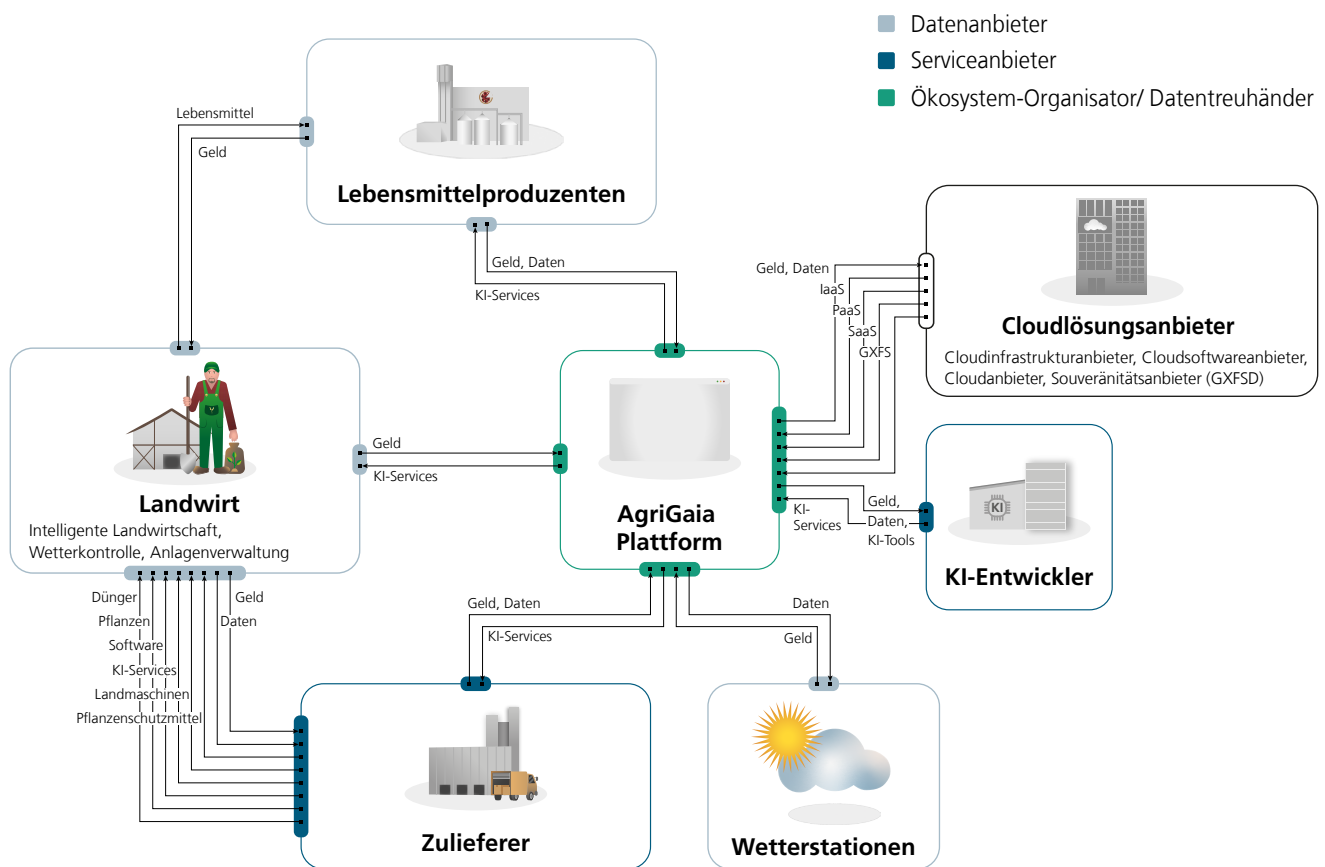 Datenanbieter
Serviceanbieter
Ökosystem-Organisator/ Datentreuhänder
Lebensmittel
Geld
Lebensmittelproduzenten
Geld, Daten
KI-Services
Geld, Daten
IaaS
PaaS
SaaS
GXFS
Cloudlösungsanbieter
Cloudinfrastrukturanbieter, Cloudsoftwareanbieter,
Cloudanbieter, Souveränitätsanbieter (GXFSD)
Landwirt
Intelligente Landwirtschaft,
Wetterkontrolle, Anlagenverwaltung
Geld
KI-Services
AgriGaia
Plattform
KI-
Services
Geld,
Daten,
KI-Tools
KI
KI-Entwickler
Dünger
Pflanzen
Software
KI-Services
Landmaschinen
Pflanzenschutzmittel
Geld
Daten
Geld, Daten
KI-Services
Daten
Geld
Zulieferer
Wetterstationen